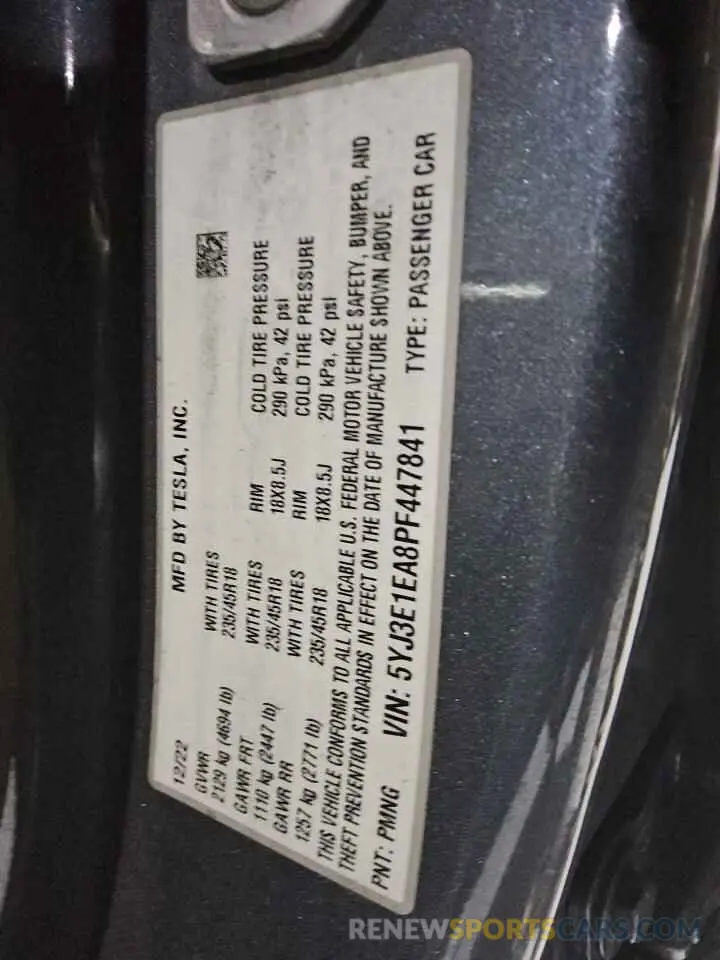 MFD BY TESLA, INC.
12/22
GVWR
2129 kg (4694 lb)
WITH TIRES
235/45R18
GAWR FRT
1110 kg (2447 lb)
WITH TIRES
235/45R18
RIM
18X8.5J
COLD TIRE PRESSURE
290 kPa, 42 psi
GAWR RR
1257 kg (2771 lb)
WITH TIRES
235/45R18
RIM
18X8.5J
COLD TIRE PRESSURE
290 kPa, 42 psi
THIS VEHICLE CONFORMS TO ALL APPLICABLE U.S. FEDERAL MOTOR VEHICLE SAFETY, BUMPER, AND
THEFT PREVENTION STANDARDS IN EFFECT ON THE DATE OF MANUFACTURE SHOWN ABOVE.
PNT: PMNG VIN: 5YJ3E1EA8PF447841 TYPE: PASSENGER CAR
RENEWSPORTSCARS.COM